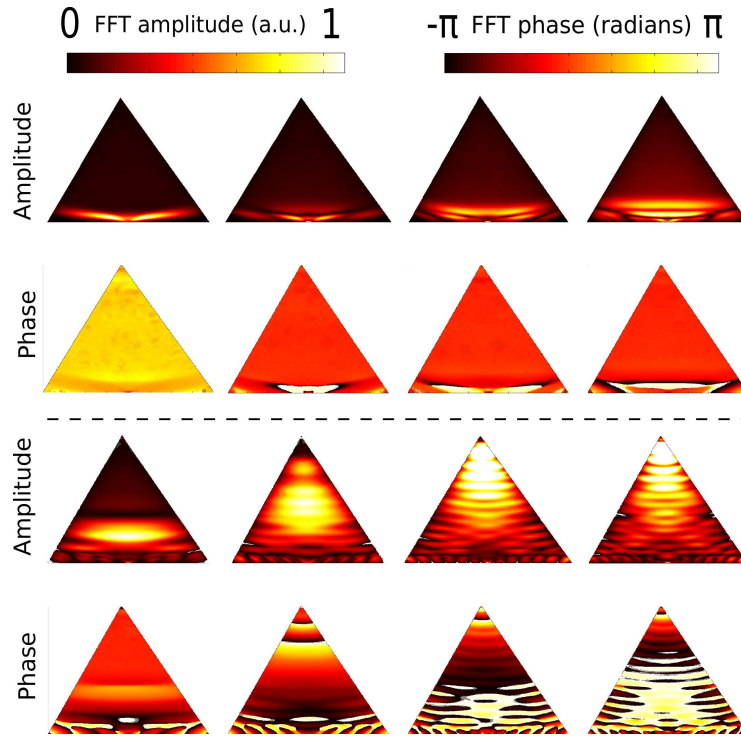 0 FFT amplitude (a.u.) 1
-π FFT phase (radians) π
Amplitude
Phase
Amplitude
Phase